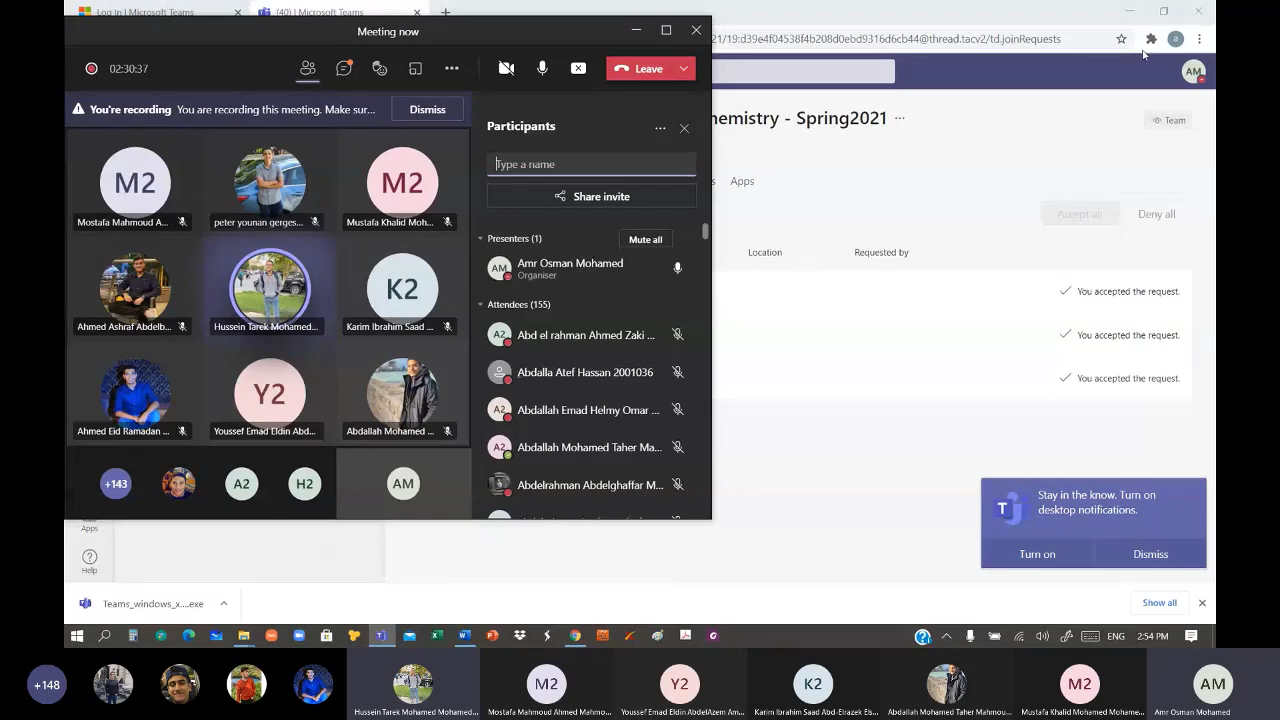 Log In | Microsoft Teams
(40) | Microsoft Teams
Meeting now
/21/19:d39e4f04538f4b208d0ebd9316d6cb44@thread.tacv2/td.joinRequests
02:30:37
Leave
AM
You're recording You are recording this meeting. Make sur...
Dismiss
Participants
emistry - Spring2021 ...
Team
M2
M2
Type a name
Apps
Share invite
Accept all
Deny all
Mostafa Mahmoud A...
peter younan gerges...
Mustafa Khalid Moh...
Presenters (1)
Mute all
Location
Requested by
AM
Amr Osman Mohamed
Organiser
K2
You accepted the request.
Attendees (155)
Ahmed Ashraf Abdelb...
Hussein Tarek Mohamed...
Karim Ibrahim Saad ...
A2
Abd el rahman Ahmed Zaki ...
You accepted the request.
Abdalla Atef Hassan 2001036
You accepted the request.
Y2
A2
Abdallah Emad Helmy Omar ...
Ahmed Eid Ramadan ...
Youssef Emad Eldin Abd...
Abdallah Mohamed ...
A2
Abdallah Mohamed Taher Ma...
+143
A2
H2
AM
Abdelrahman Abdelghaffar M...
Stay in the know. Turn on
desktop notifications.
Apps
Turn on
Dismiss
Help
Teams_windows_x....exe
Show all
ENG
2:54 PM
+148
M2
Y2
K2
M2
AM
Hussein Tarek Mohamed Mohamed...
Mostafa Mahmoud Ahmed Mahmo...
Youssef Emad Eldin AbdelAzem Am...
Karim Ibrahim Saad Abd-Elrazek Els...
Abdallah Mohamed Taher Mahmou...
Mustafa Khalid Mohamed Mohame...
Amr Osman Mohamed